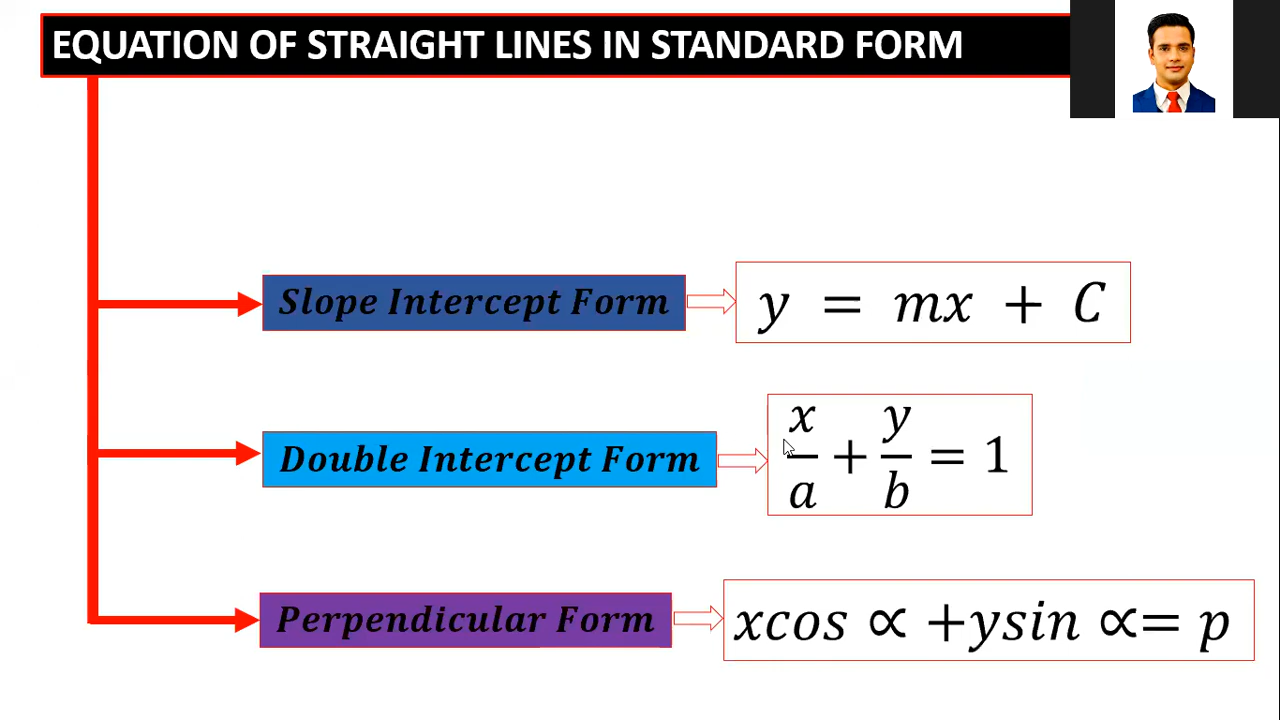 EQUATION OF STRAIGHT LINES IN STANDARD FORM
Slope Intercept Form
y = mx + C
Double Intercept Form
x/a + y/b = 1
Perpendicular Form
xcos ∝ +ysin ∝= p